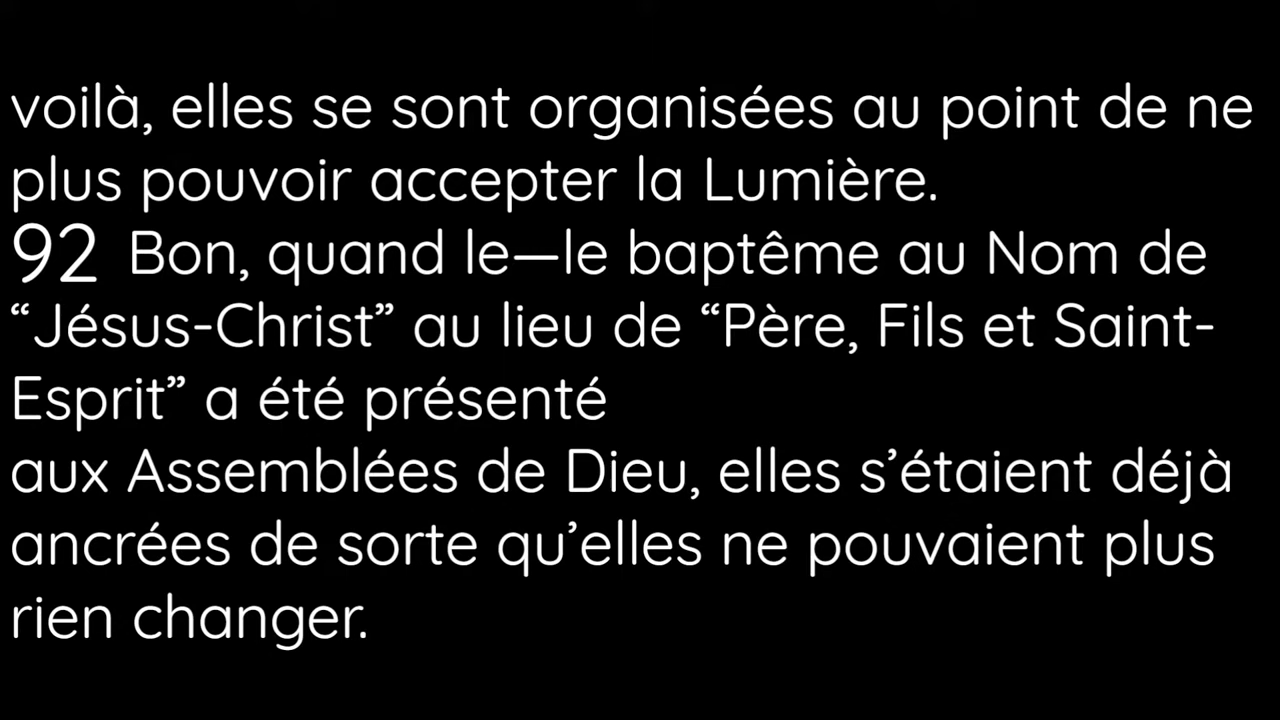 voilà, elles se sont organisées au point de ne
plus pouvoir accepter la Lumière.
92 Bon, quand le—le baptême au Nom de
“Jésus-Christ” au lieu de “Père, Fils et Saint-
Esprit” a été présenté
aux Assemblées de Dieu, elles s’étaient déjà
ancrées de sorte qu’elles ne pouvaient plus
rien changer.